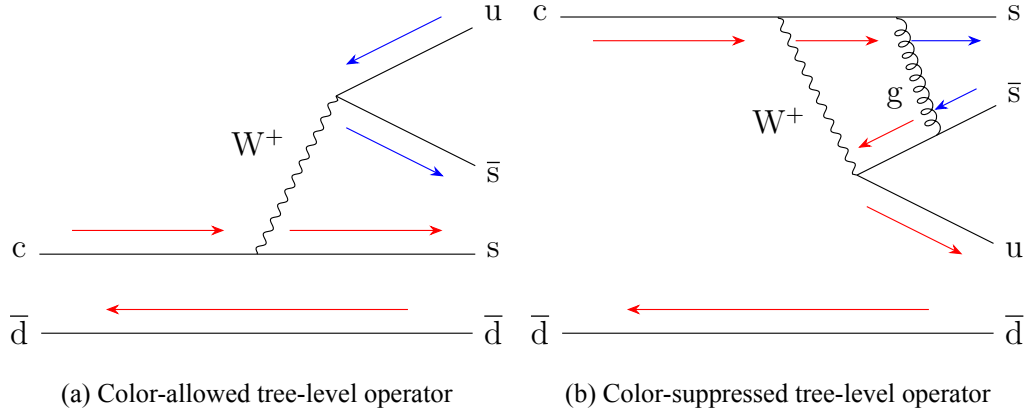 u
W⁺
s̅
c
s
d̅
d̅
(a) Color-allowed tree-level operator
c
s
g
s̅
W⁺
u
d̅
d̅
(b) Color-suppressed tree-level operator